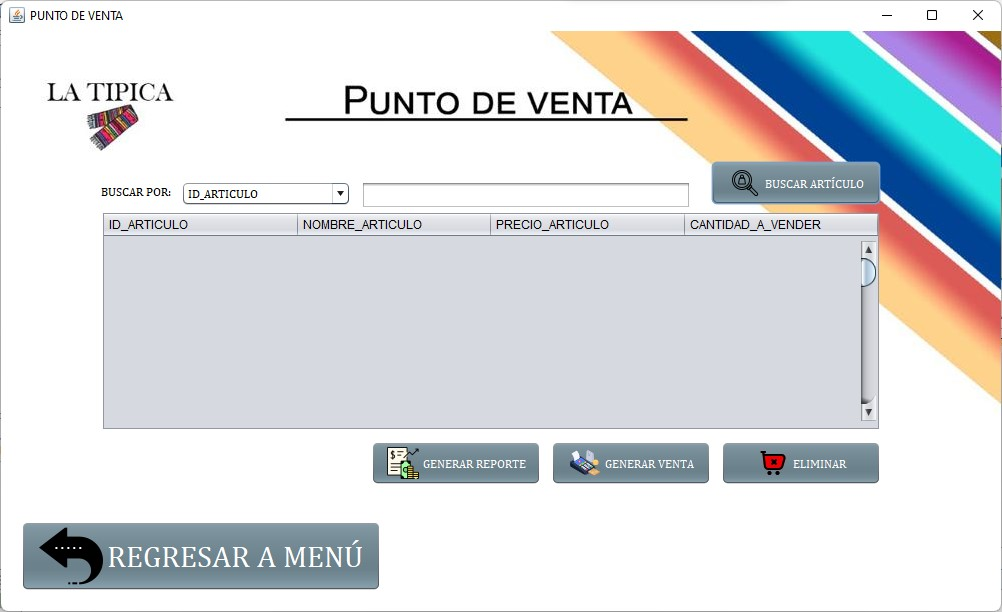 PUNTO DE VENTA
LA TIPICA
PUNTO DE VENTA
BUSCAR POR: ID_ARTICULO
BUSCAR ARTÍCULO
ID_ARTICULO NOMBRE_ARTICULO PRECIO_ARTICULO CANTIDAD_A_VENDER
GENERAR REPORTE GENERAR VENTA ELIMINAR
REGRESAR A MENÚ